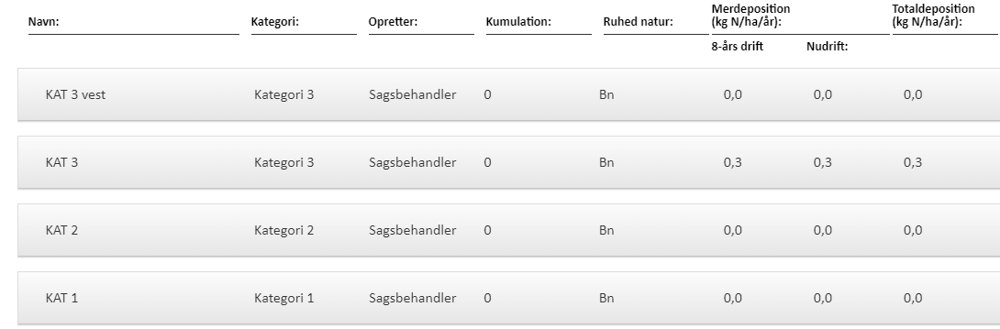 Navn: Kategori: Opretter: Kumulation: Ruhed natur: Merdeposition (kg N/ha/år): Totaldeposition (kg N/ha/år):
8-års drift Nudrift:
KAT 3 vest Kategori 3 Sagsbehandler 0 Bn 0,0 0,0 0,0
KAT 3 Kategori 3 Sagsbehandler 0 Bn 0,3 0,3 0,3
KAT 2 Kategori 2 Sagsbehandler 0 Bn 0,0 0,0 0,0
KAT 1 Kategori 1 Sagsbehandler 0 Bn 0,0 0,0 0,0